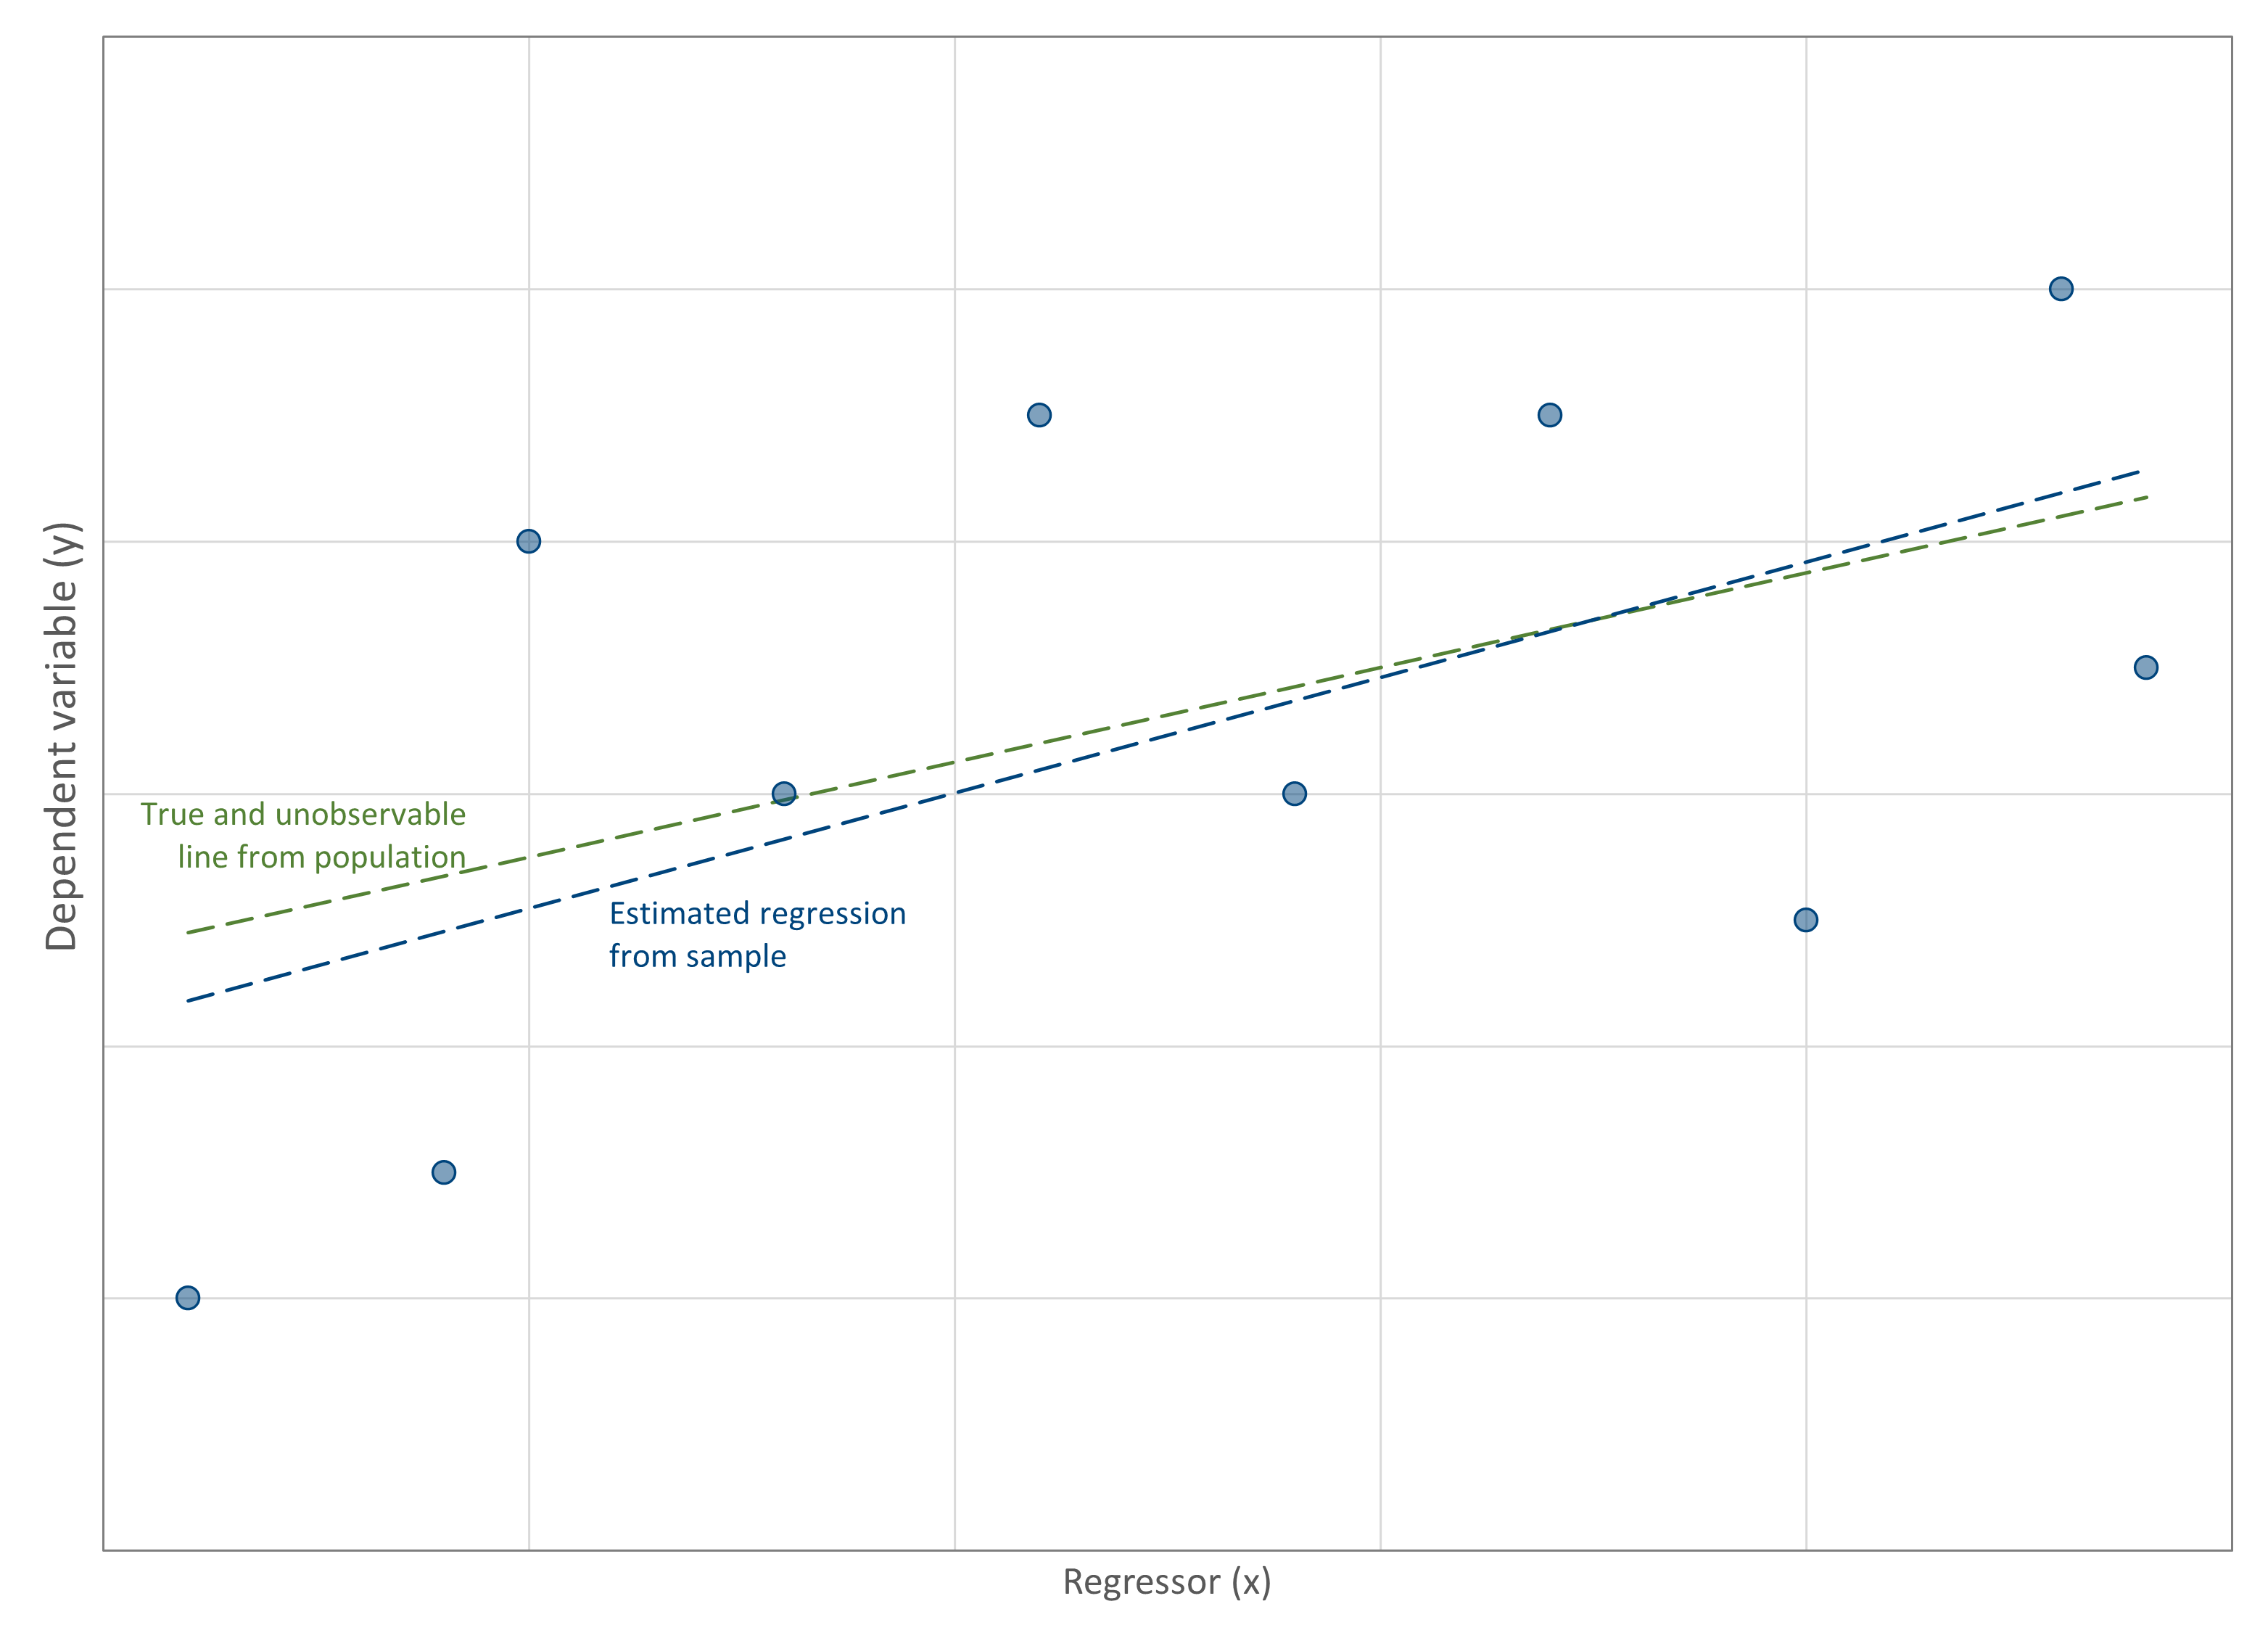 Dependent variable (y)
True and unobservable
line from population
Estimated regression
from sample
Regressor (x)